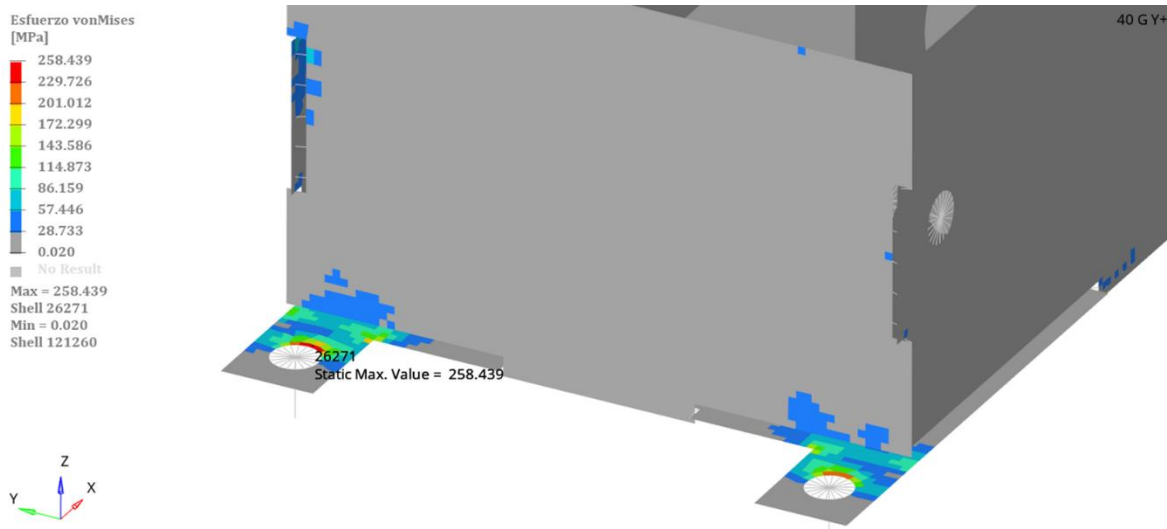 Esfuerzo vonMises
[MPa]
258.439
229.726
201.012
172.299
143.586
114.873
86.159
57.446
28.733
0.020
No Result
Max = 258.439
Shell 26271
Min = 0.020
Shell 121260
40 G Y+
26271
Static Max. Value = 258.439
Z
Y
X